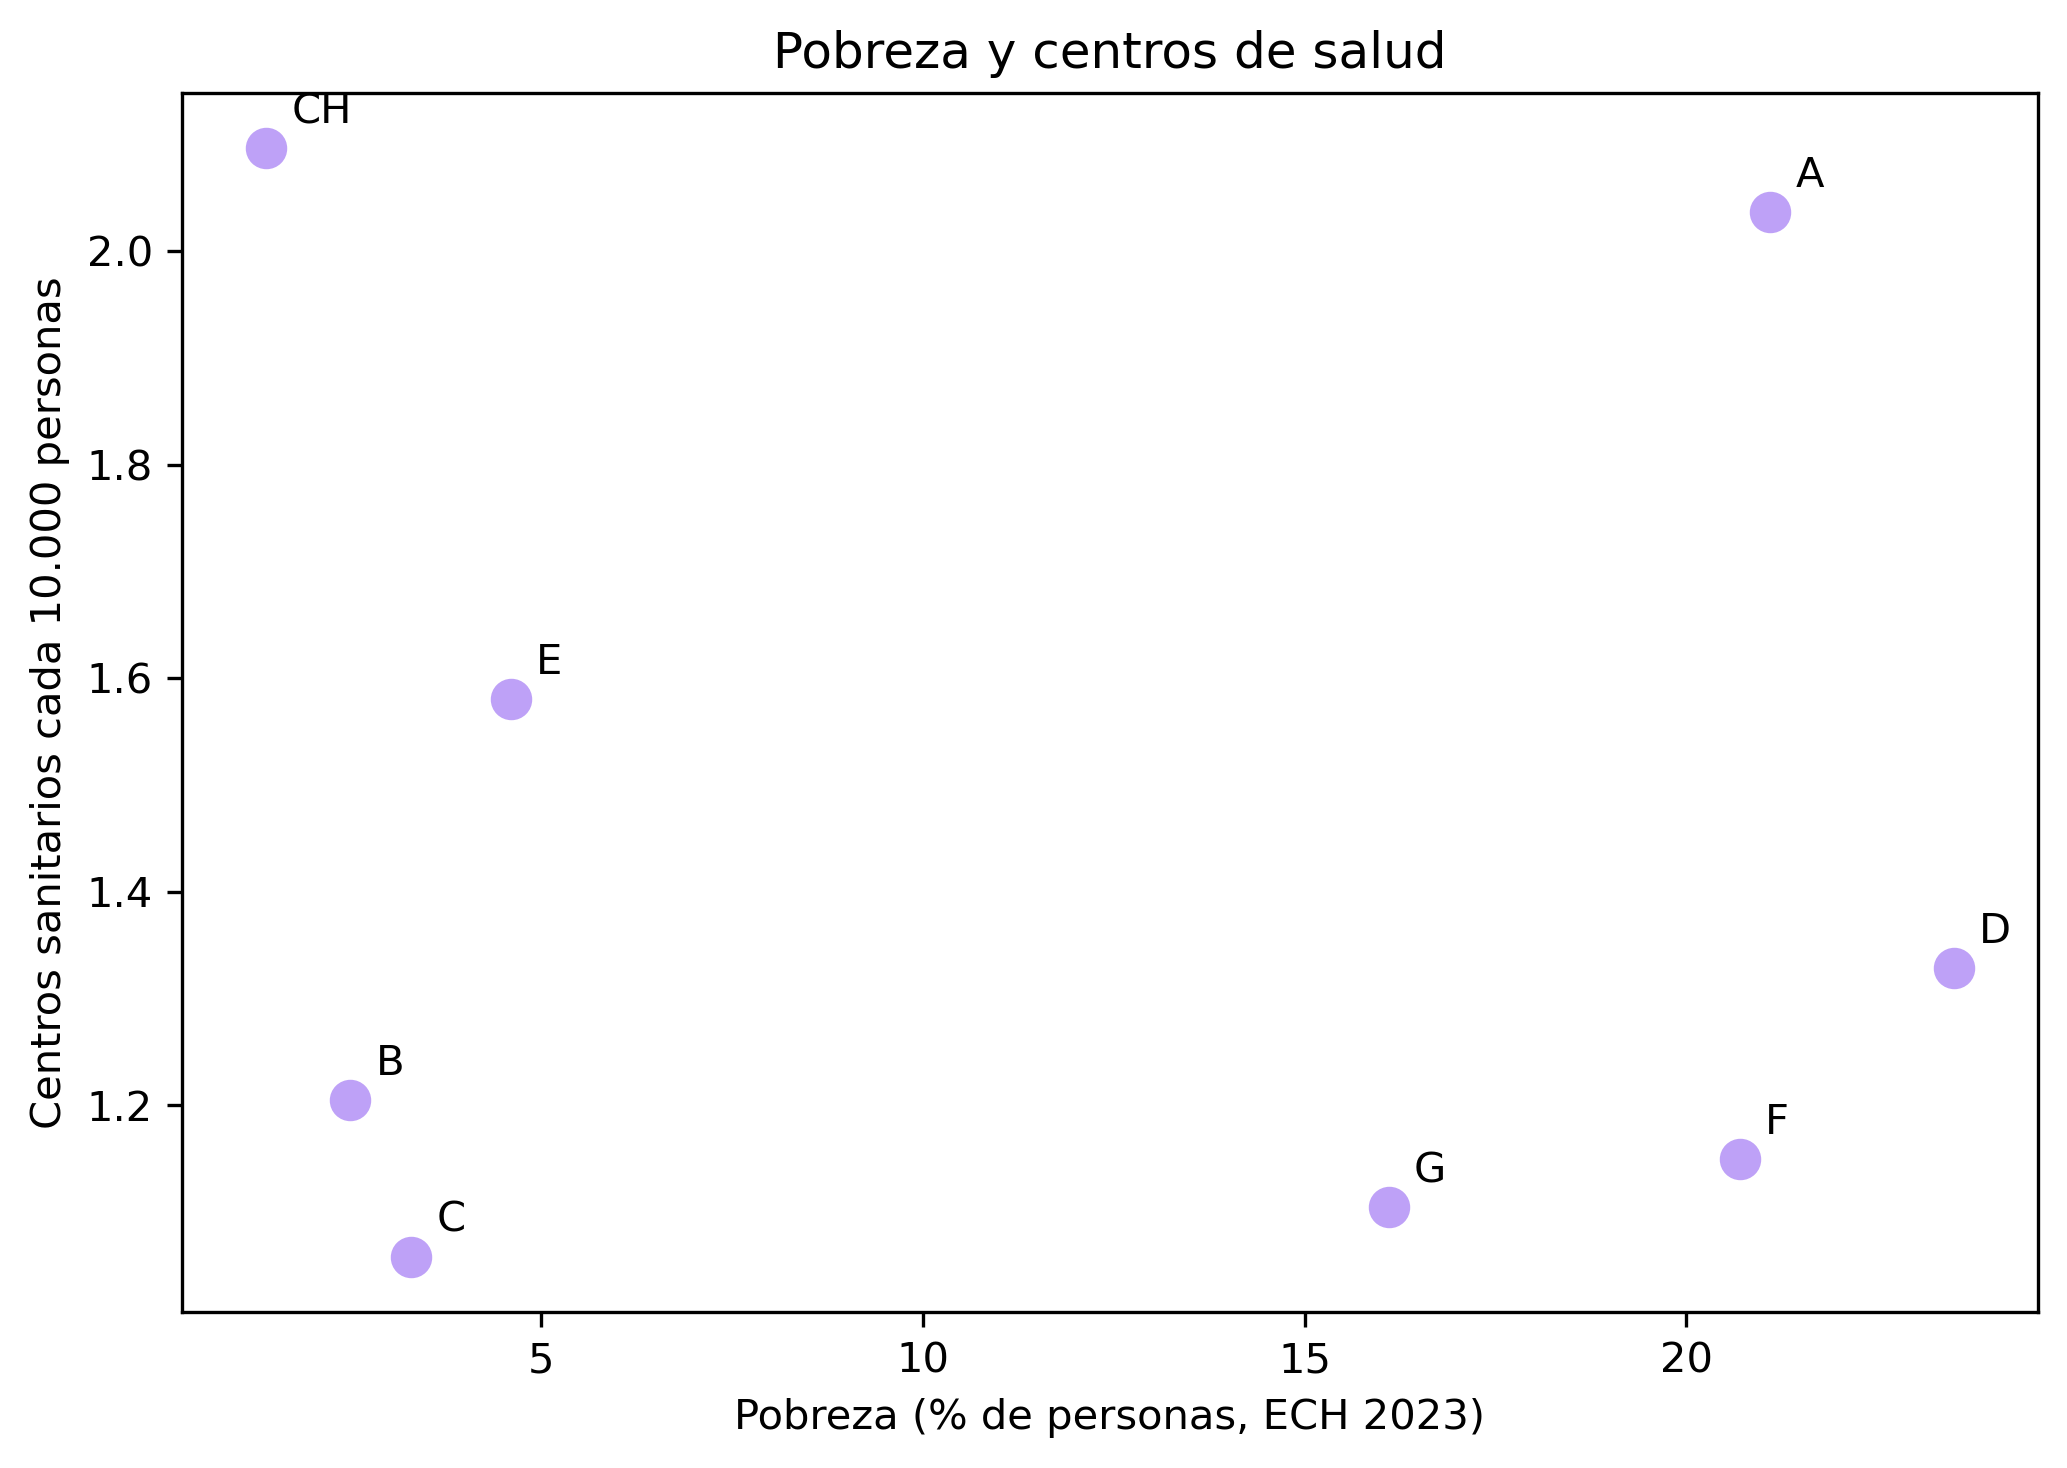 Pobreza y centros de salud
CH
A
2.0
1.8
E
1.6
1.4
D
B
1.2
F
G
C
Centros sanitarios cada 10.000 personas
5
10
15
20
Pobreza (% de personas, ECH 2023)